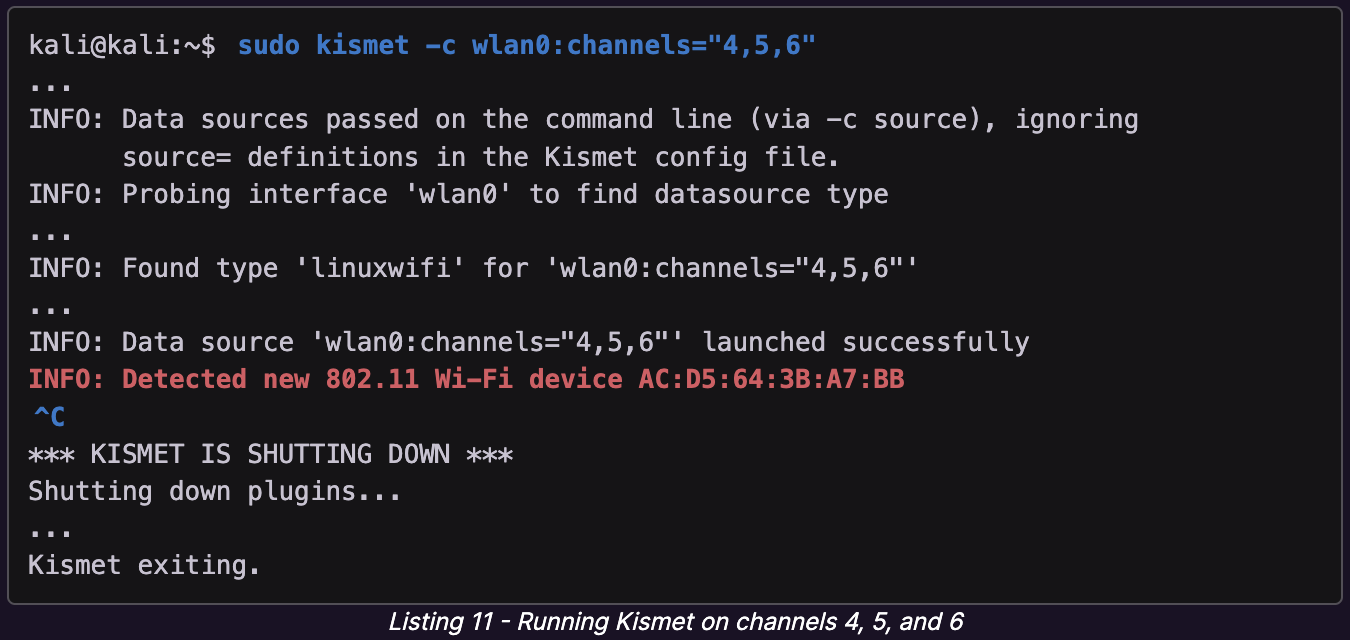 kali@kali:~$ sudo kismet -c wlan0:channels="4,5,6"
...
INFO: Data sources passed on the command line (via -c source), ignoring
      source= definitions in the Kismet config file.
INFO: Probing interface 'wlan0' to find datasource type
...
INFO: Found type 'linuxwifi' for 'wlan0:channels="4,5,6"'
...
INFO: Data source 'wlan0:channels="4,5,6"' launched successfully
INFO: Detected new 802.11 Wi-Fi device AC:D5:64:3B:A7:BB
^C
*** KISMET IS SHUTTING DOWN ***
Shutting down plugins...
...
Kismet exiting.
Listing 11 - Running Kismet on channels 4, 5, and 6